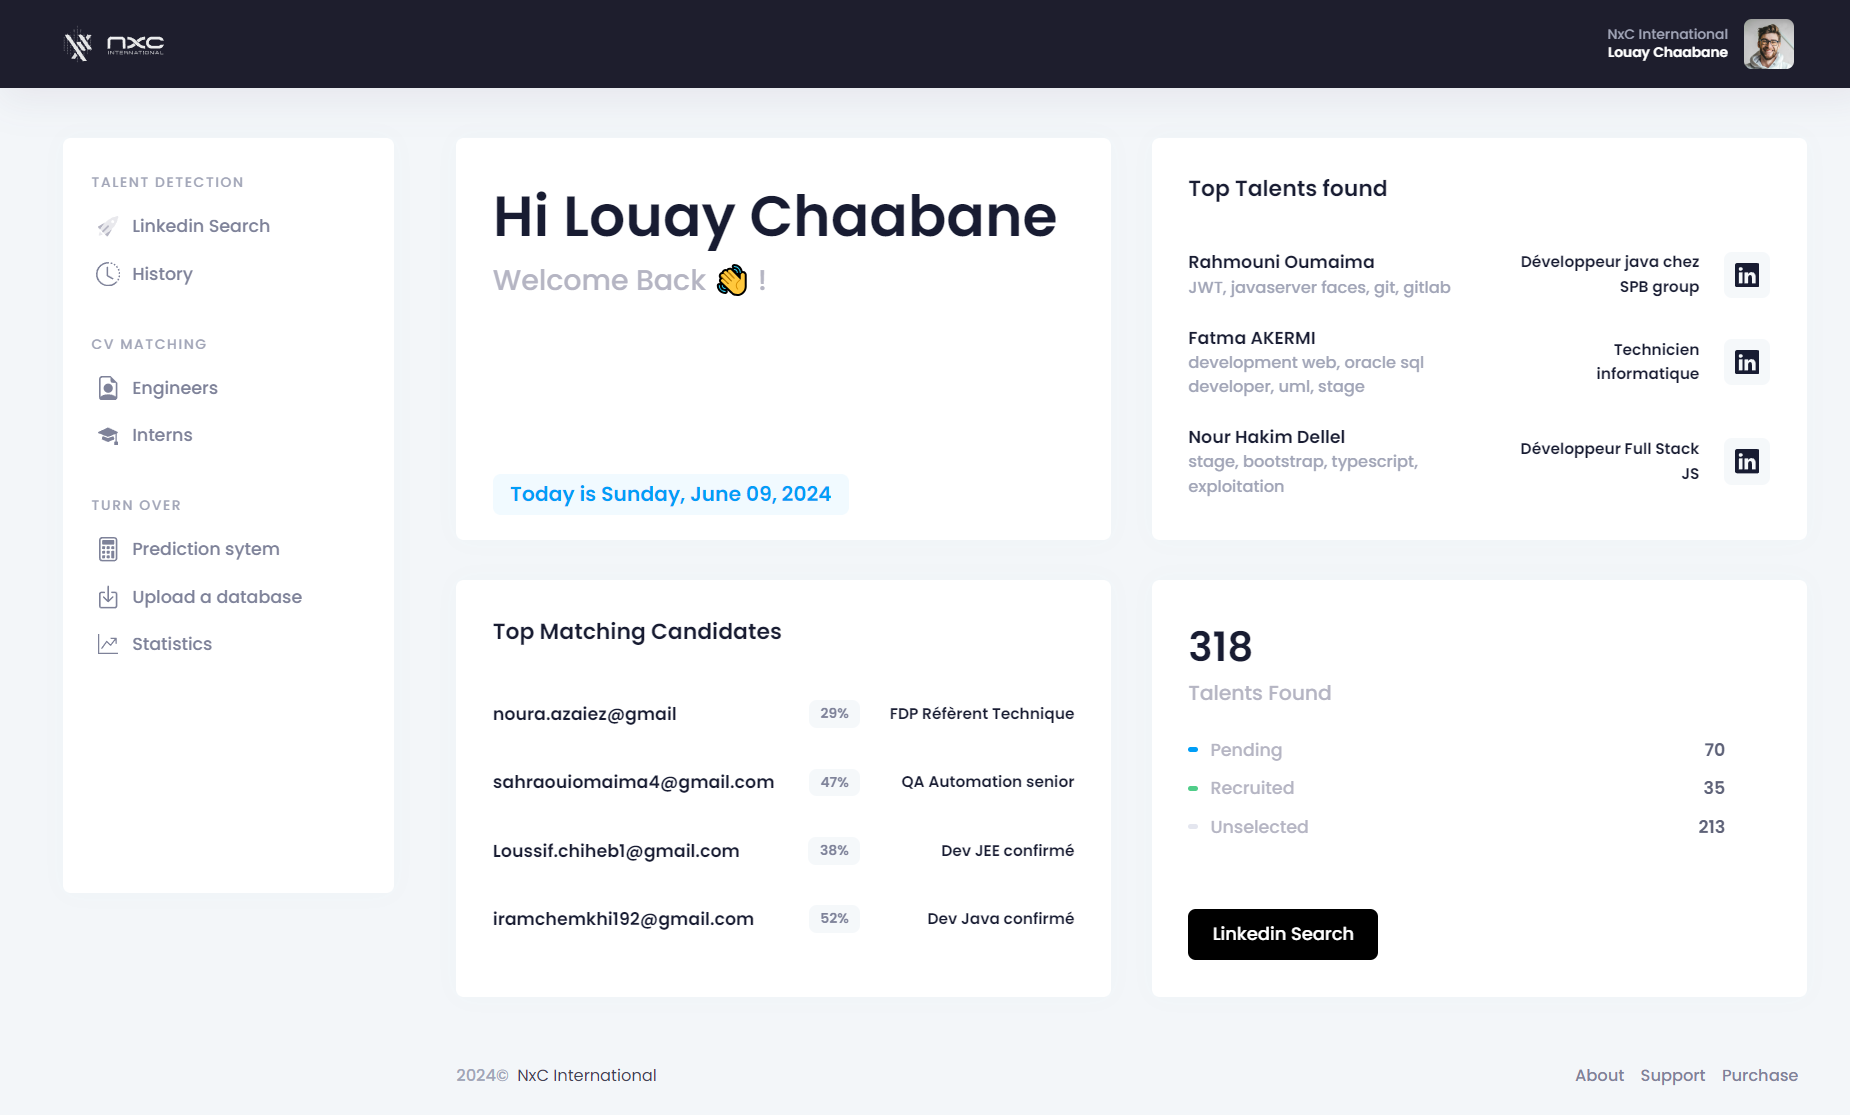 nxc
INTERNATIONAL
NxC International
Louay Chaabane
TALENT DETECTION
Linkedin Search
History
CV MATCHING
Engineers
Interns
TURN OVER
Prediction sytem
Upload a database
Statistics
Hi Louay Chaabane
Welcome Back 👋 !
Today is Sunday, June 09, 2024
Top Talents found
Rahmouni Oumaima
JWT, javaserver faces, git, gitlab
Développeur java chez
SPB group
Fatma AKERMI
development web, oracle sql
developer, uml, stage
Technicien
informatique
Nour Hakim Dellel
stage, bootstrap, typescript,
exploitation
Développeur Full Stack
JS
Top Matching Candidates
noura.azaiez@gmail 29% FDP Réfèrent Technique
sahraouiomaima4@gmail.com 47% QA Automation senior
Loussif.chiheb1@gmail.com 38% Dev JEE confirmé
iramchemkhi192@gmail.com 52% Dev Java confirmé
318
Talents Found
Pending 70
Recruited 35
Unselected 213
Linkedin Search
2024© NxC International
About Support Purchase